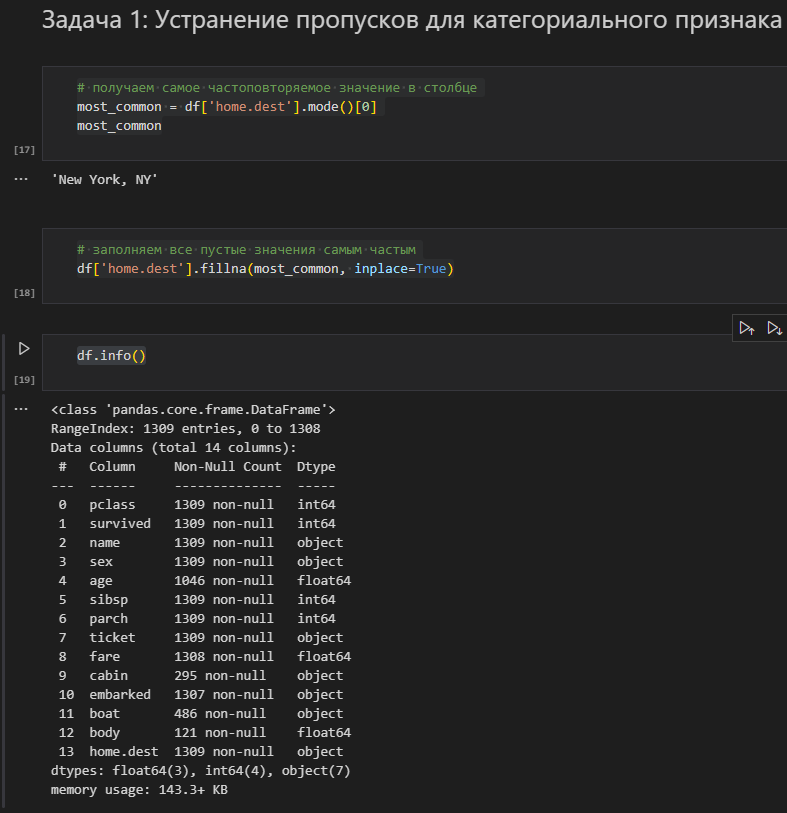 Задача 1: Устранение пропусков для категориального признака
# получаем самое частоповторяемое значение в столбце
most_common = df['home.dest'].mode()[0]
most_common
[17]
... 'New York, NY'
# заполняем все пустые значения самым частым
df['home.dest'].fillna(most_common, inplace=True)
[18]
df.info()
[19]
... <class 'pandas.core.frame.DataFrame'>
RangeIndex: 1309 entries, 0 to 1308
Data columns (total 14 columns):
 #   Column     Non-Null Count  Dtype
---  ------     --------------  -----
 0   pclass     1309 non-null   int64
 1   survived   1309 non-null   int64
 2   name       1309 non-null   object
 3   sex        1309 non-null   object
 4   age        1046 non-null   float64
 5   sibsp      1309 non-null   int64
 6   parch      1309 non-null   int64
 7   ticket     1309 non-null   object
 8   fare       1308 non-null   float64
 9   cabin      295 non-null    object
 10  embarked   1307 non-null   object
 11  boat       486 non-null    object
 12  body       121 non-null    float64
 13  home.dest  1309 non-null   object
dtypes: float64(3), int64(4), object(7)
memory usage: 143.3+ KB